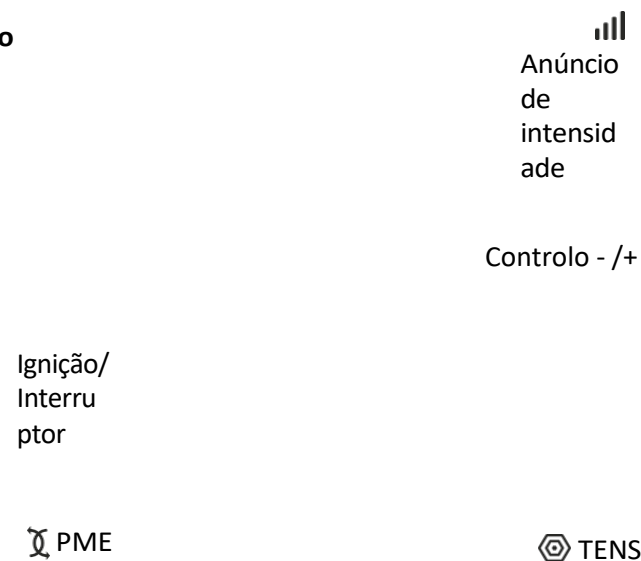 o
Anúncio
de
intensid
ade
Controlo - /+
Ignição/
Interru
ptor
PME
TENS